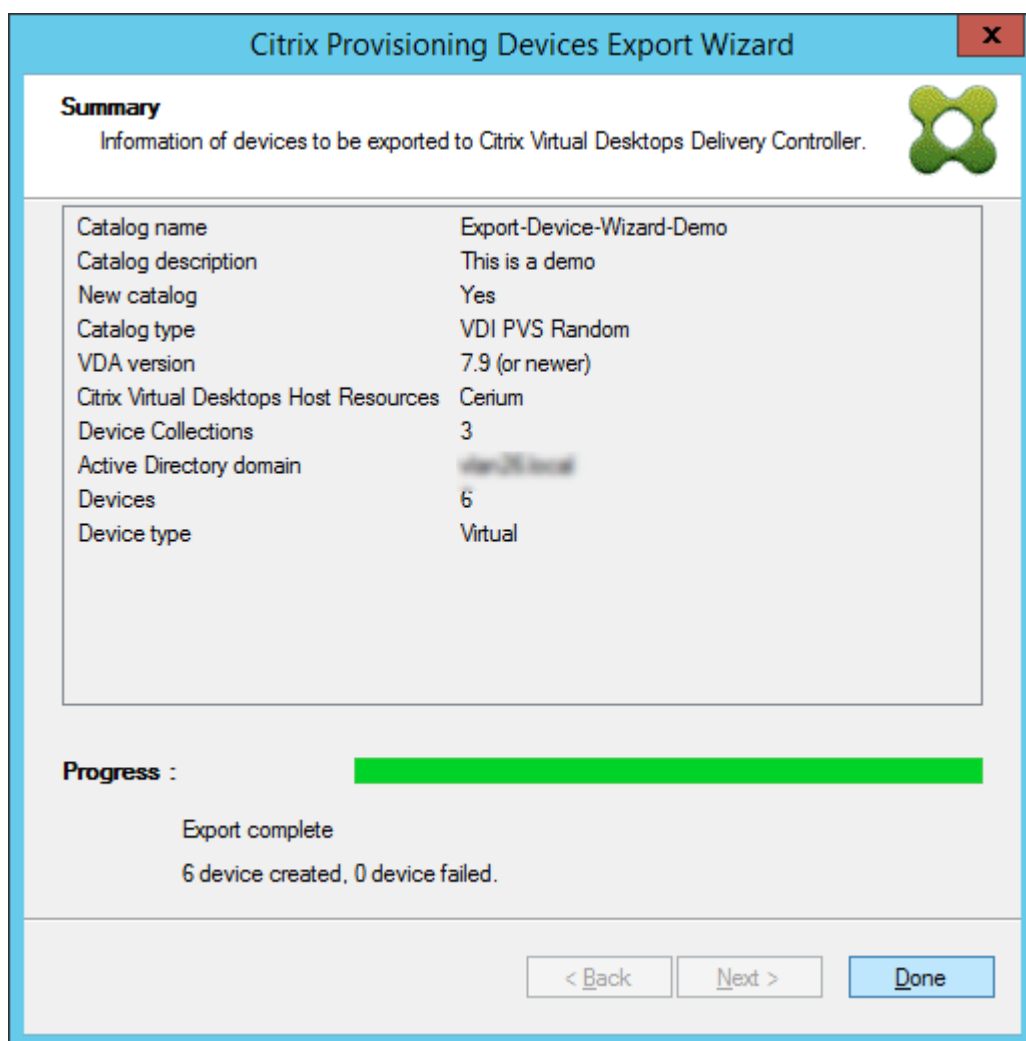 Citrix Provisioning Devices Export Wizard
x
Summary
Information of devices to be exported to Citrix Virtual Desktops Delivery Controller.
Catalog name Export-Device-Wizard-Demo
Catalog description This is a demo
New catalog Yes
Catalog type VDI PVS Random
VDA version 7.9 (or newer)
Citrix Virtual Desktops Host Resources Cerium
Device Collections 3
Active Directory domain
Devices 6
Device type Virtual
Progress :
Export complete
6 device created, 0 device failed.
< Back Next > Done